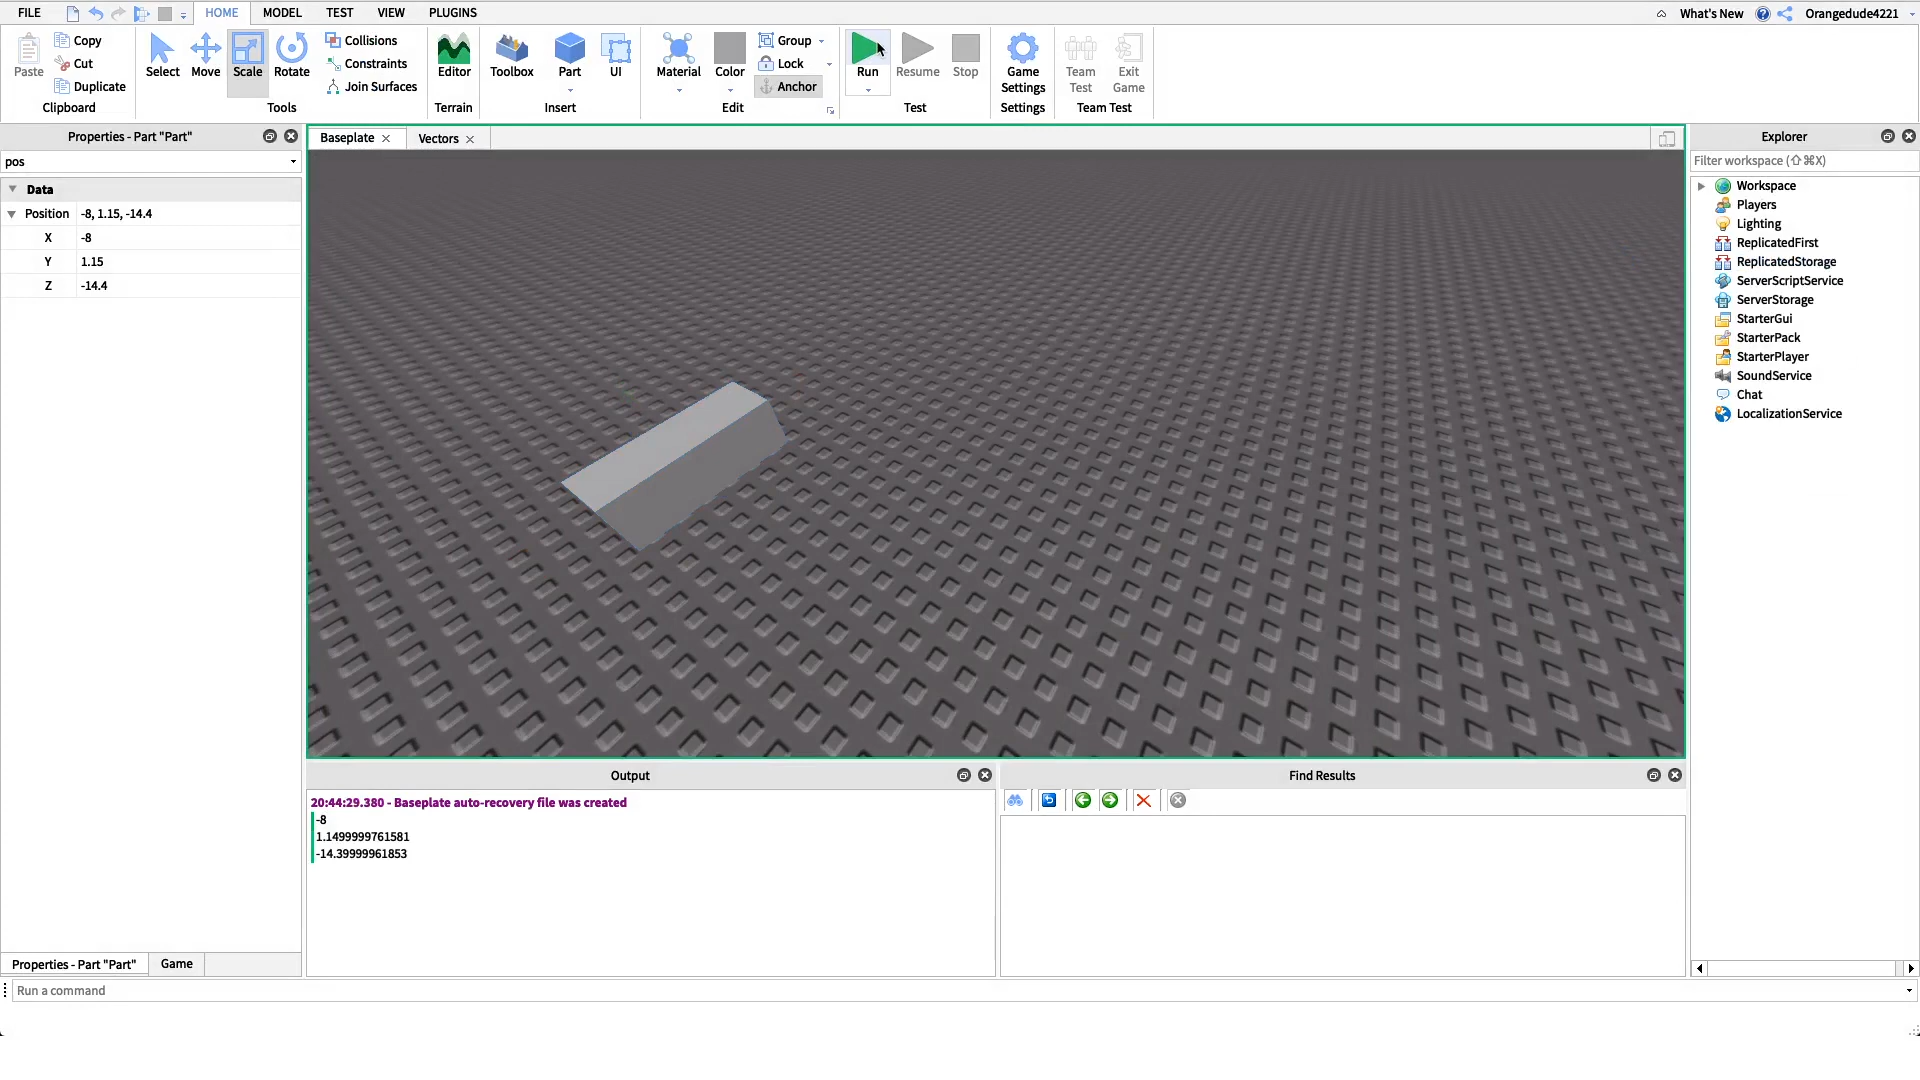 FILE HOME MODEL TEST VIEW PLUGINS What's New Orangedude4221
Copy
Cut
Duplicate
Paste
Clipboard
Select Move Scale Rotate
Collisions
Constraints
Join Surfaces
Tools
Editor
Terrain
Toolbox Part UI
Insert
Material Color
Group
Lock
Anchor
Edit
Run Resume Stop
Test
Game
Settings
Settings
Team
Test
Exit
Game
Team Test
Properties - Part "Part"
pos
Data
Position -8, 1.15, -14.4
X -8
Y 1.15
Z -14.4
Properties - Part "Part" Game
Baseplate Vectors
Output
20:44:29.380 - Baseplate auto-recovery file was created
-8
1.1499999761581
-14.39999961853
Find Results
Explorer
Filter workspace (⇧⌘X)
Workspace
Players
Lighting
ReplicatedFirst
ReplicatedStorage
ServerScriptService
ServerStorage
StarterGui
StarterPack
StarterPlayer
SoundService
Chat
LocalizationService
Run a command